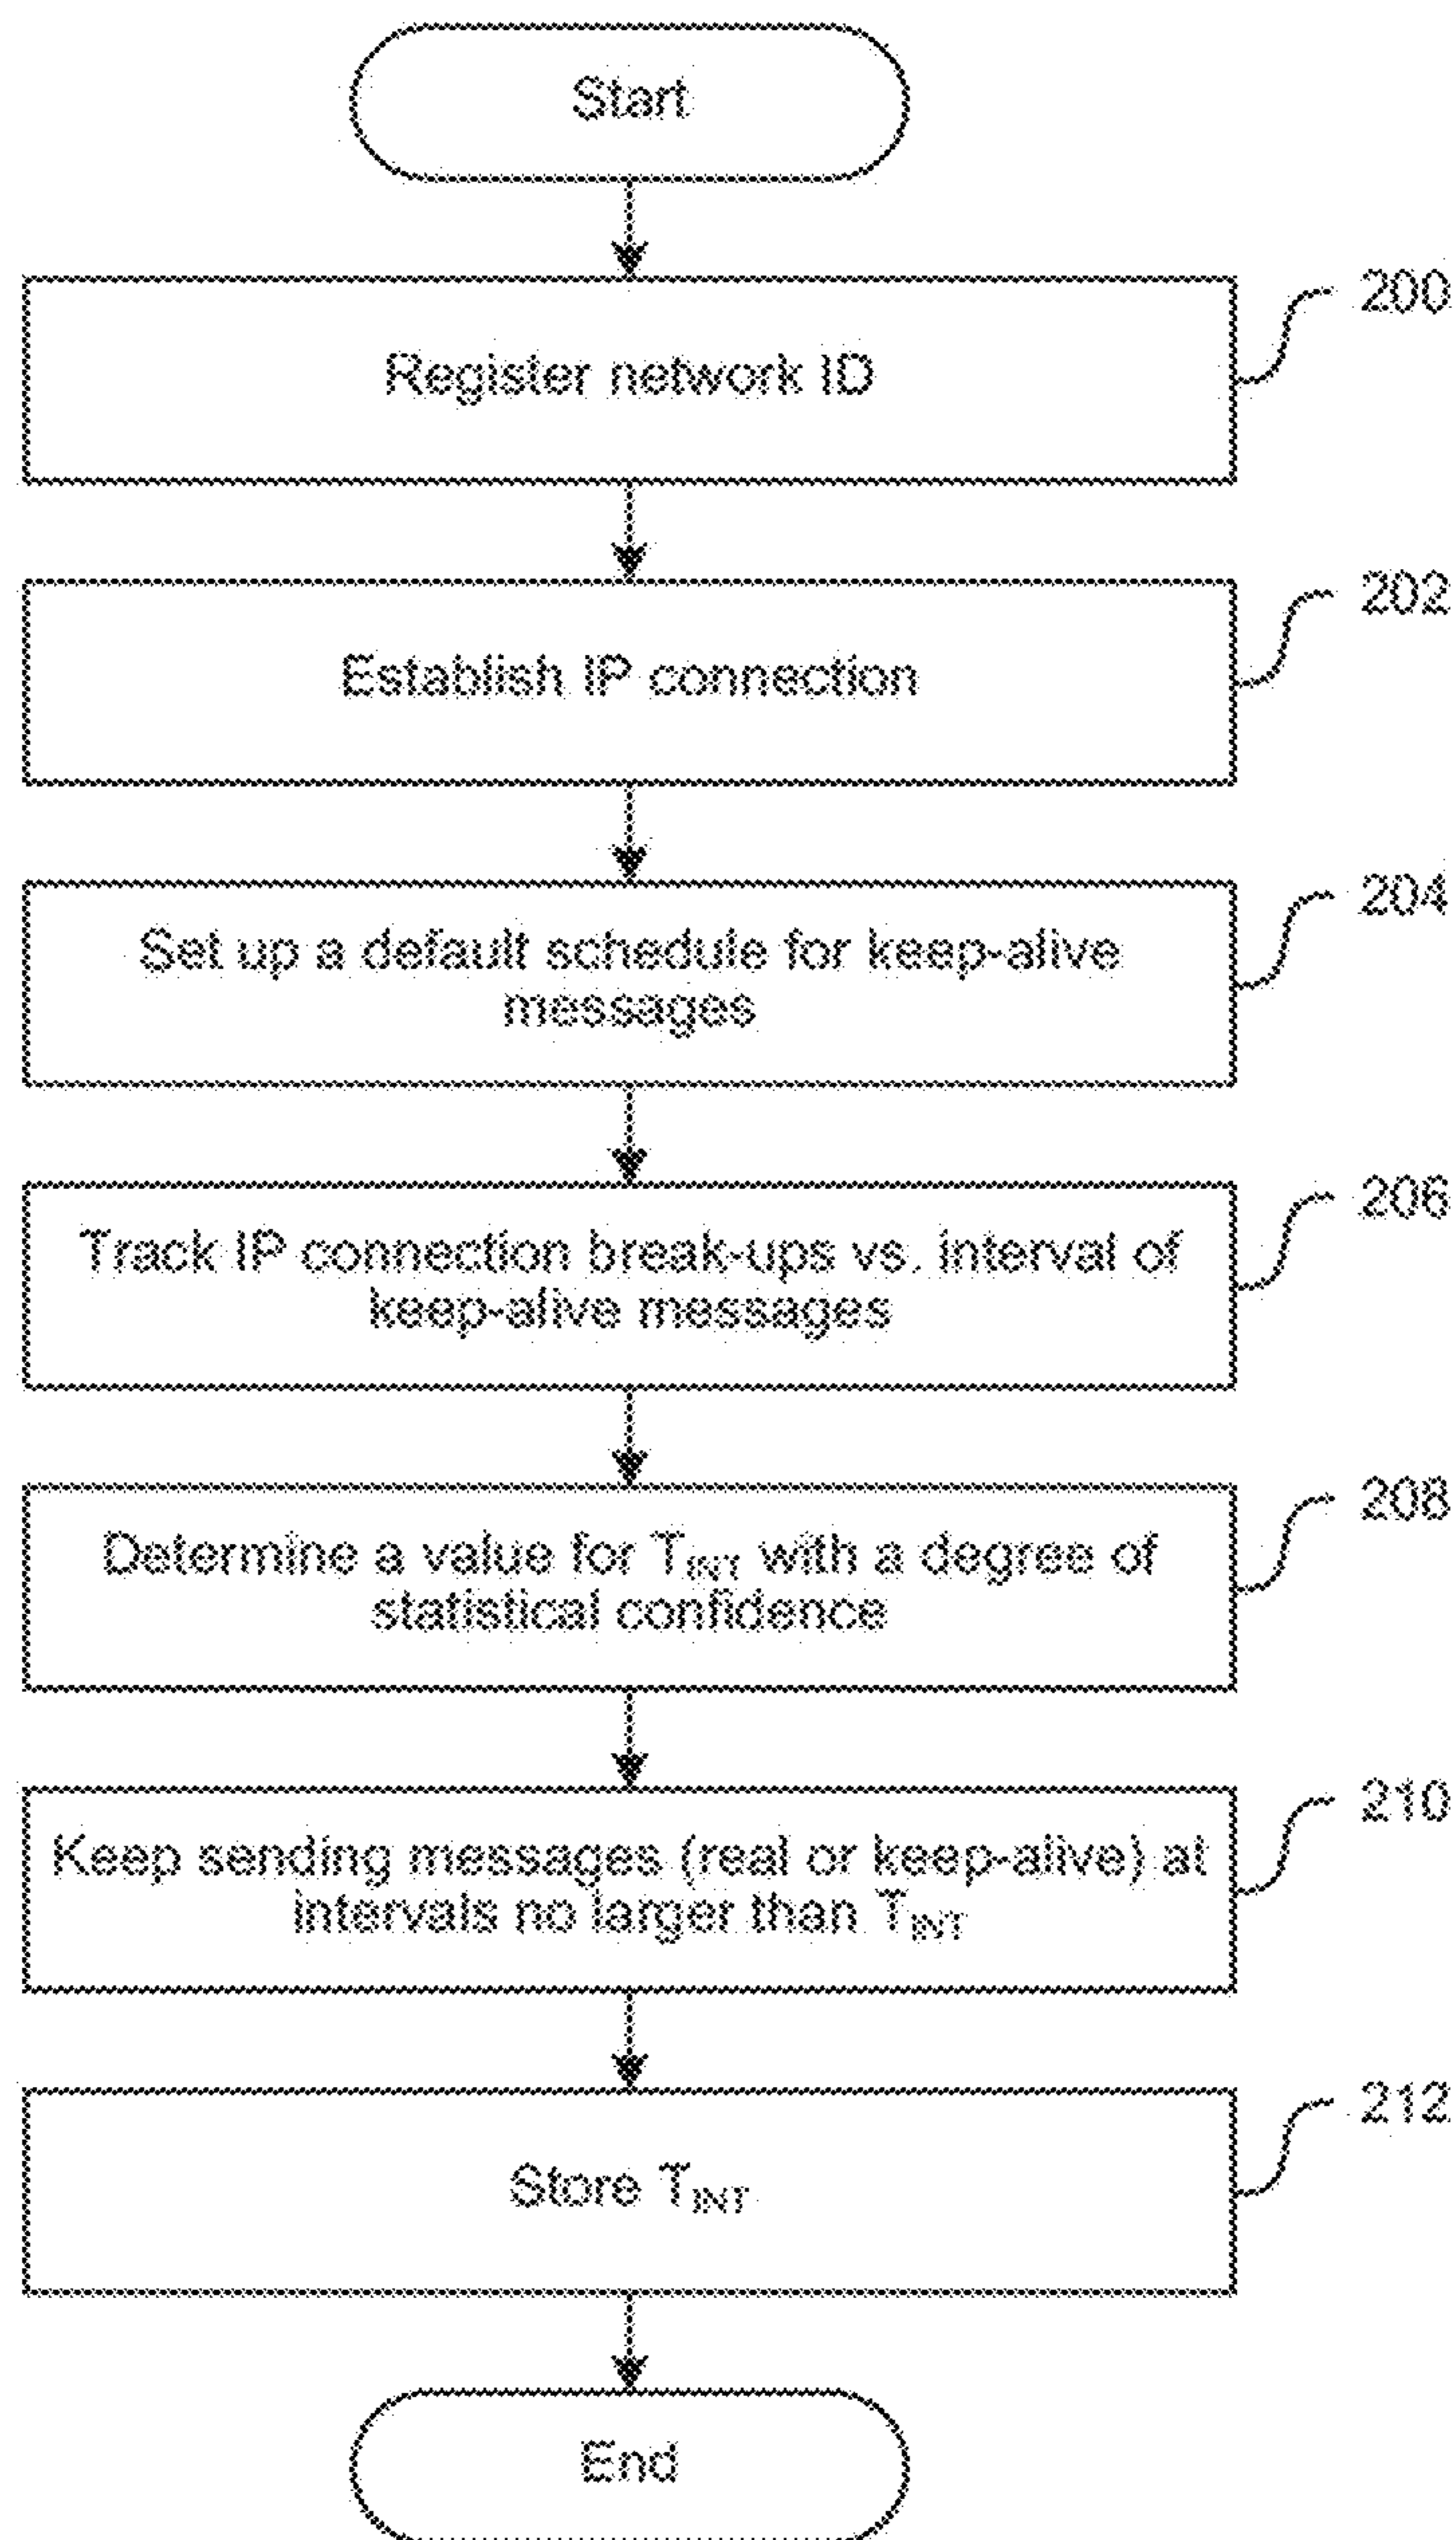 Start
200
Register network ID
202
Establish IP connection
204
Set up a default schedule for keep-alive
messages
206
Track IP connection break-ups vs. interval of
keep-alive messages
208
Determine a value for TINT with a degree of
statistical confidence
210
Keep sending messages (real or keep-alive) at
intervals no larger than TINT
212
Store TINT
End